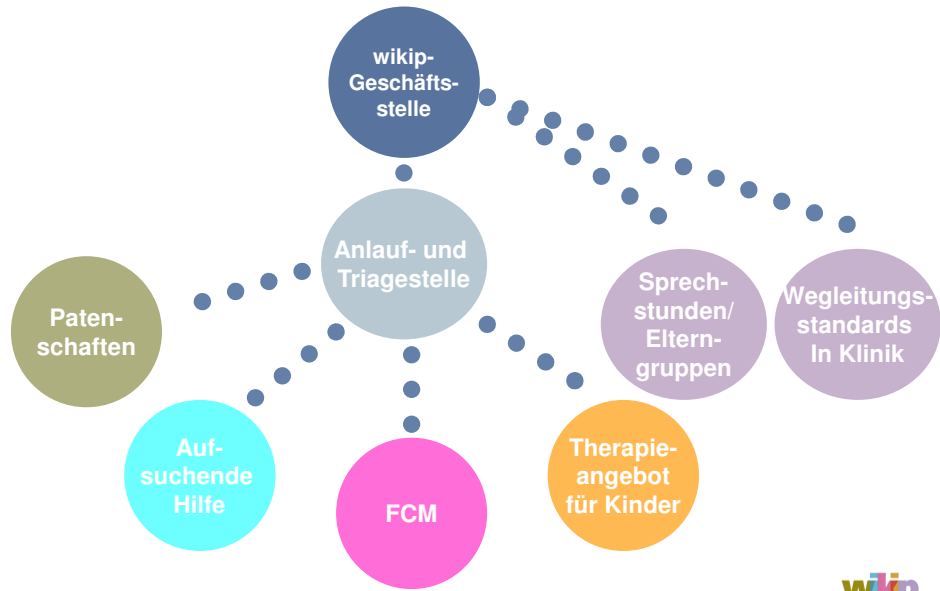 wikip-
Geschäfts-
stelle
Anlauf- und
Triagestelle
Paten-
schaften
Sprech-
stunden/
Eltern-
gruppen
Wegleitungs-
standards
In Klinik
Auf-
suchende
Hilfe
FCM
Therapie-
angebot
für Kinder
wikip